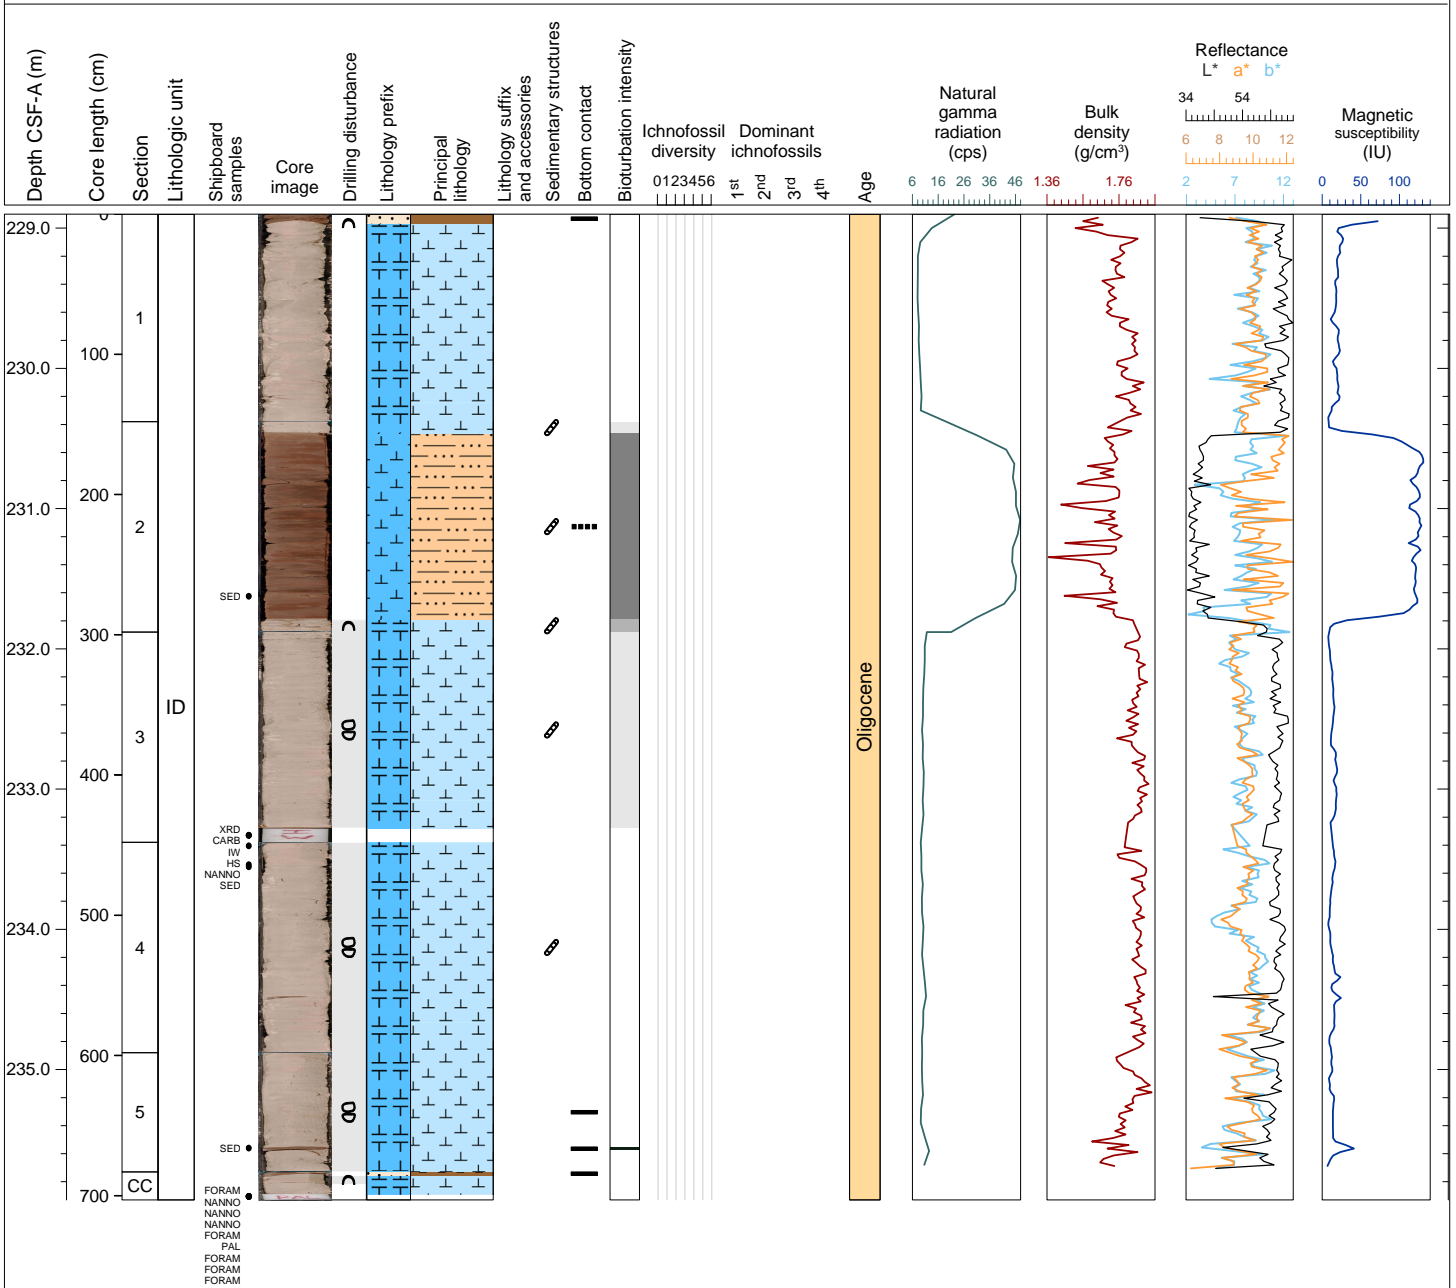 Depth CSF-A (m)
Core length (cm)
Section
Lithologic unit
Shipboard
samples
Core
image
Drilling disturbance
Lithology prefix
Principal
lithology
Lithology suffix
and accessories
Sedimentary structures
Bottom contact
Bioturbation intensity
Ichnofossil
diversity
0123456
Dominant
ichnofossils
1st 2nd 3rd 4th
Age
Natural
gamma
radiation
(cps)
6 16 26 36 46
Bulk
density
(g/cm³)
1.36 1.76
Reflectance
L* a* b*
34 54
6 8 10 12
2 7 12
Magnetic
susceptibility
(IU)
0 50 100
229.0
230.0
231.0
232.0
233.0
234.0
235.0
0
100
200
300
400
500
600
700
1
2
3
4
5
CC
ID
SED
XRD
CARB
IW
HS
NANNO
SED
SED
FORAM
NANNO
NANNO
NANNO
FORAM
PAL
FORAM
FORAM
FORAM
Oligocene